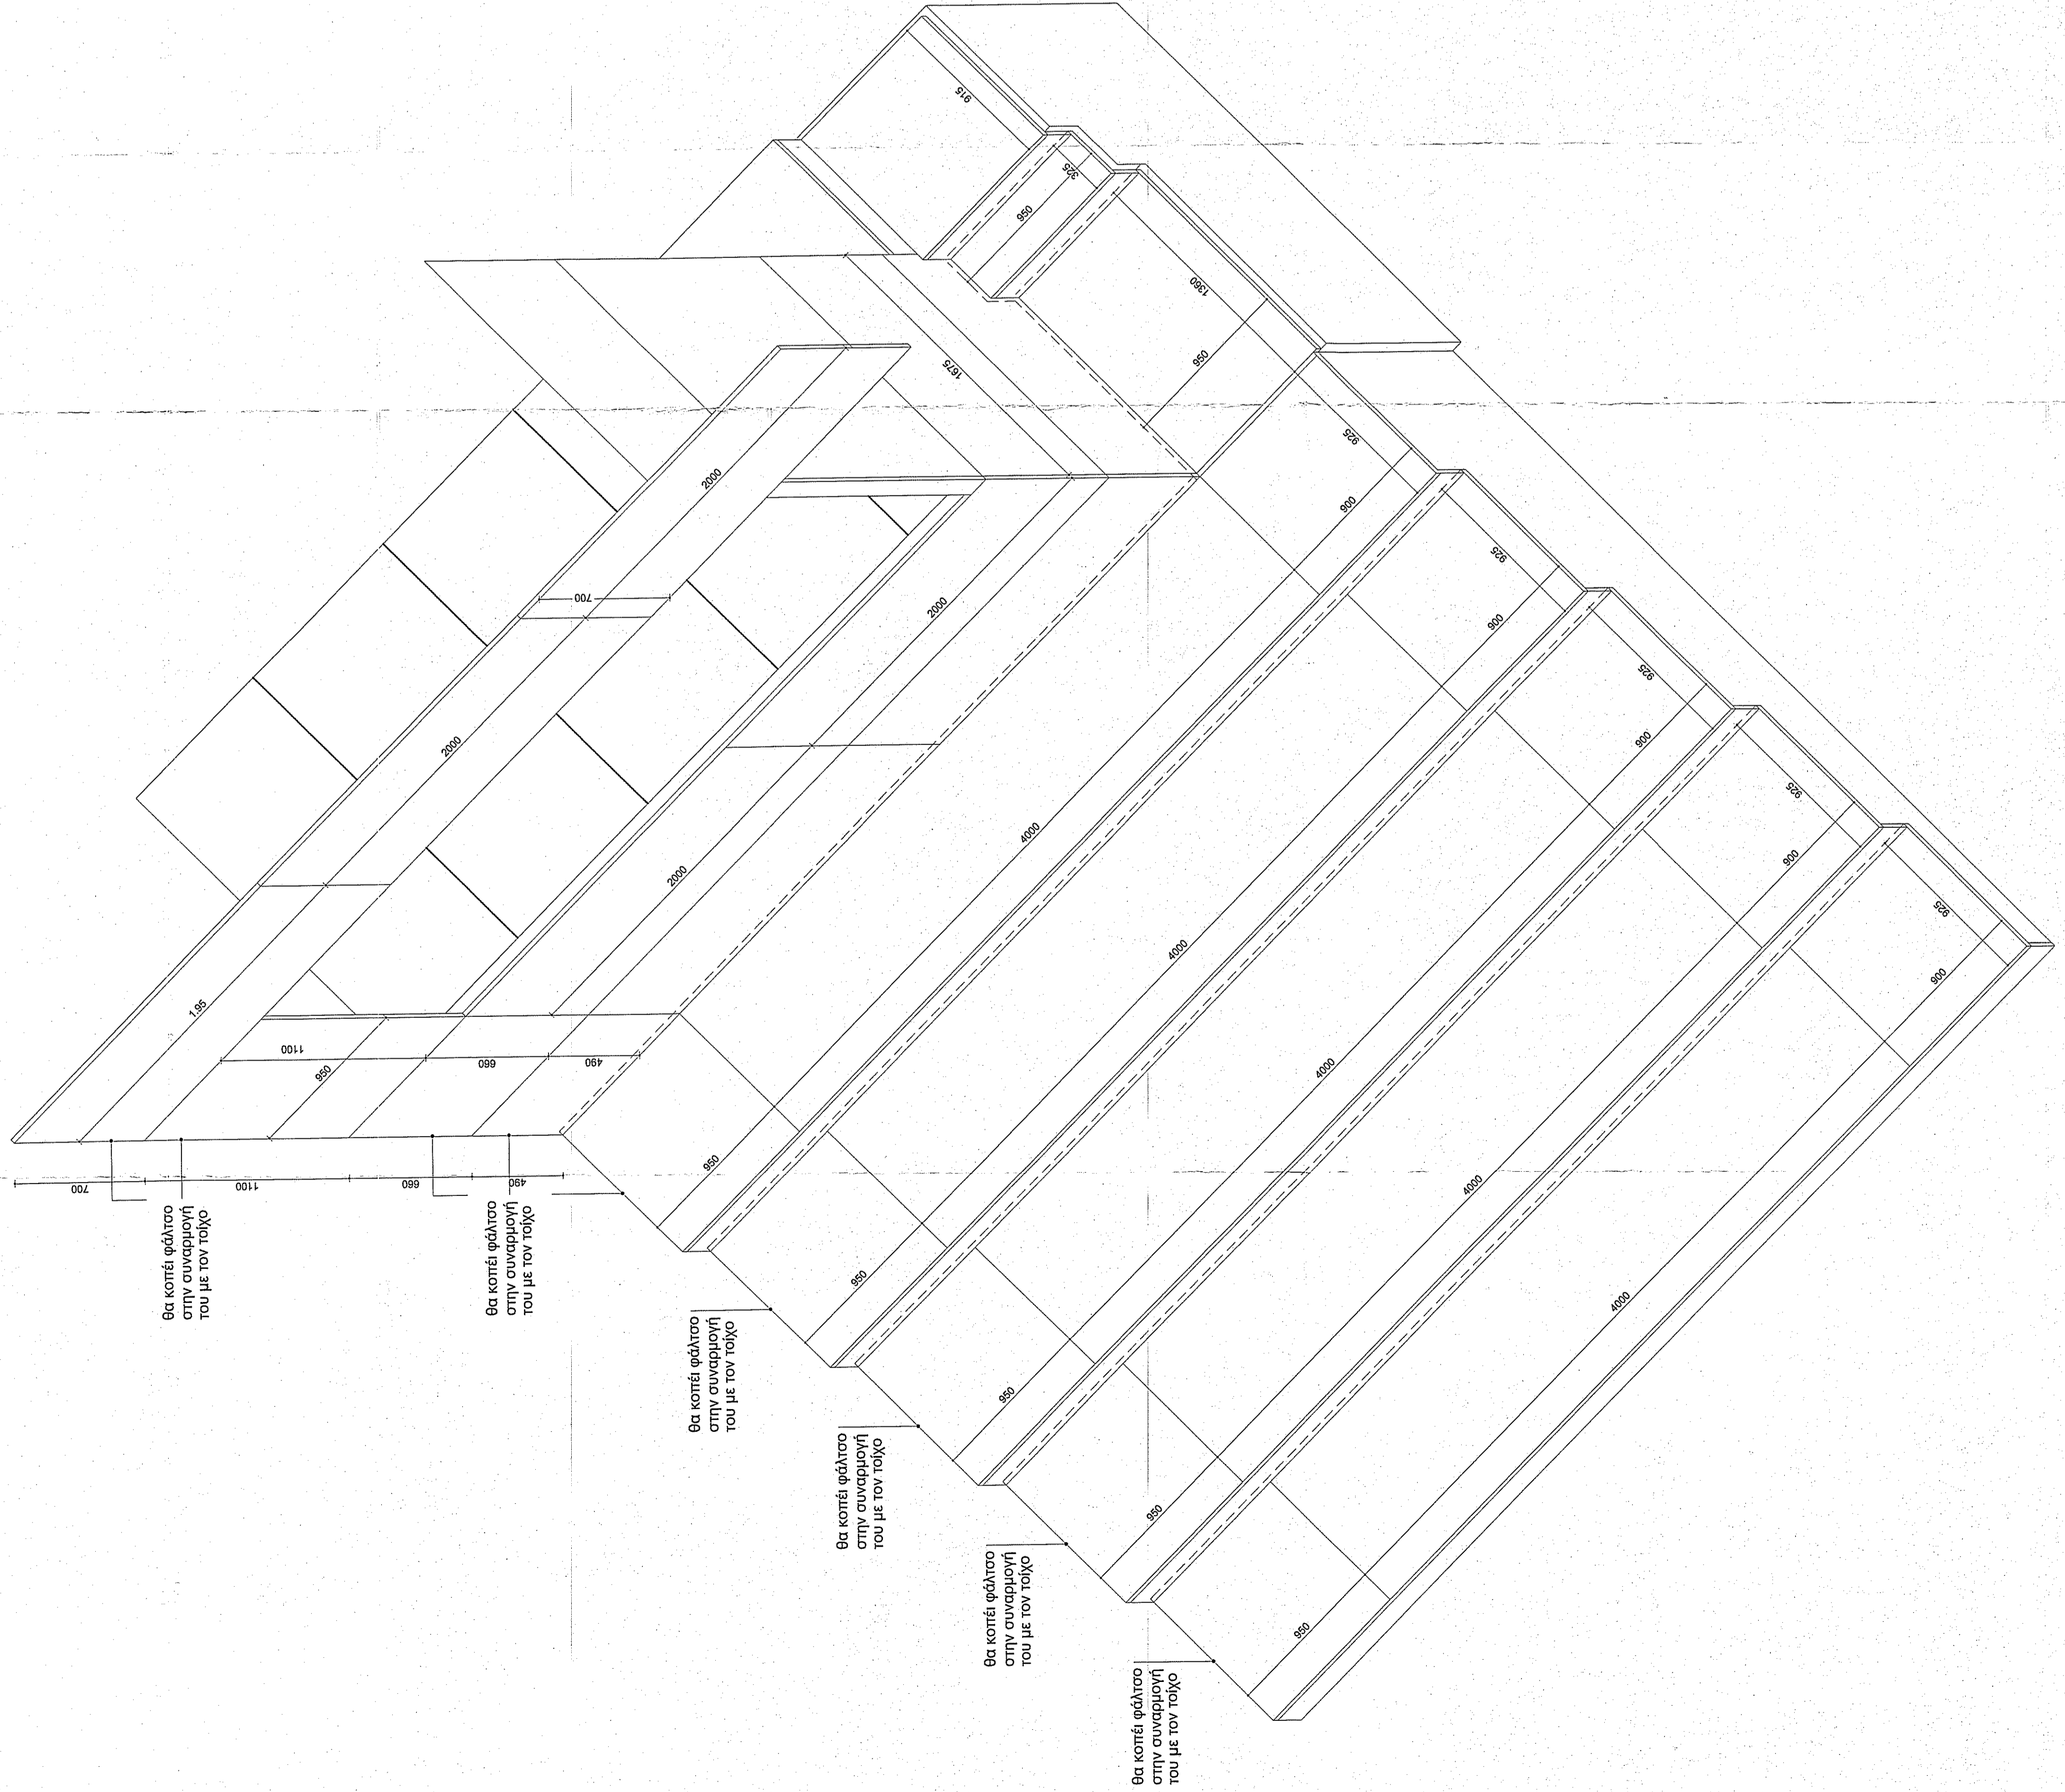 915
325
950
1360
950
1675
925
900
2000
700
2000
925
900
2000
925
900
4000
925
900
2000
4000
925
900
1.95
1100
950
660
490
4000
950
4000
950
4000
950
4000
950
950
700
1100
660
490
θα κοπεί φάλτσο
στην συναρμογή
του με τον τοίχο
θα κοπεί φάλτσο
στην συναρμογή
του με τον τοίχο
θα κοπεί φάλτσο
στην συναρμογή
του με τον τοίχο
θα κοπεί φάλτσο
στην συναρμογή
του με τον τοίχο
θα κοπεί φάλτσο
στην συναρμογή
του με τον τοίχο
θα κοπεί φάλτσο
στην συναρμογή
του με τον τοίχο